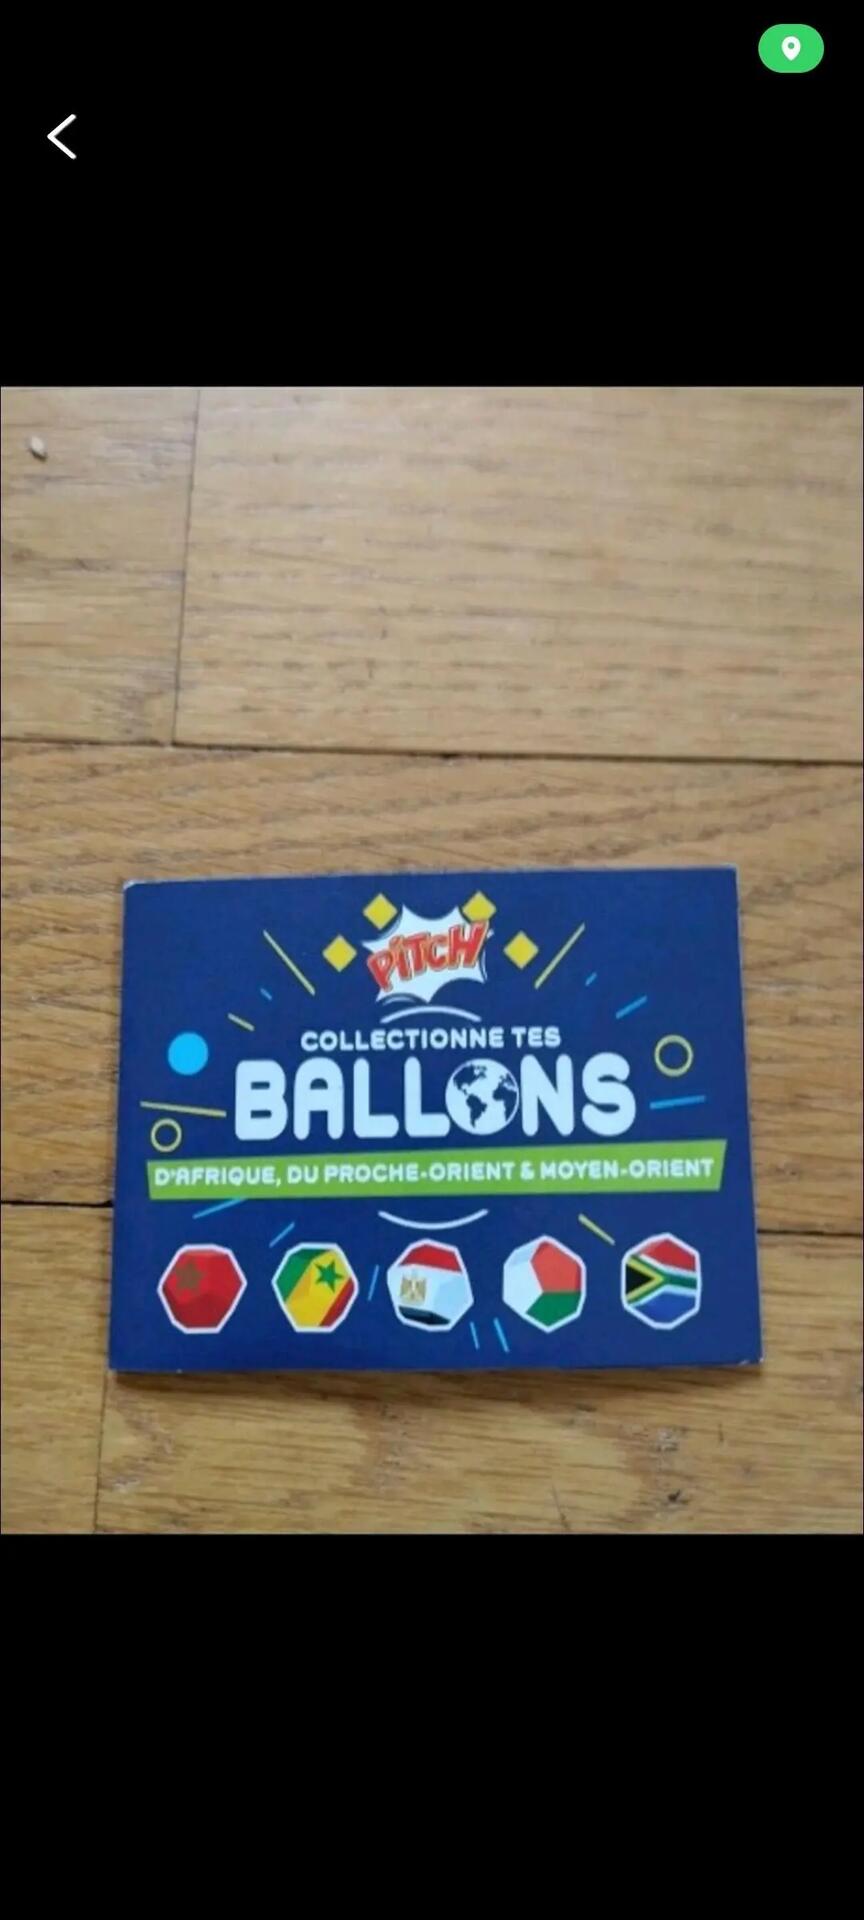 PITCH
COLLECTIONNE TES
BALLONS
D'AFRIQUE, DU PROCHE-ORIENT & MOYEN-ORIENT